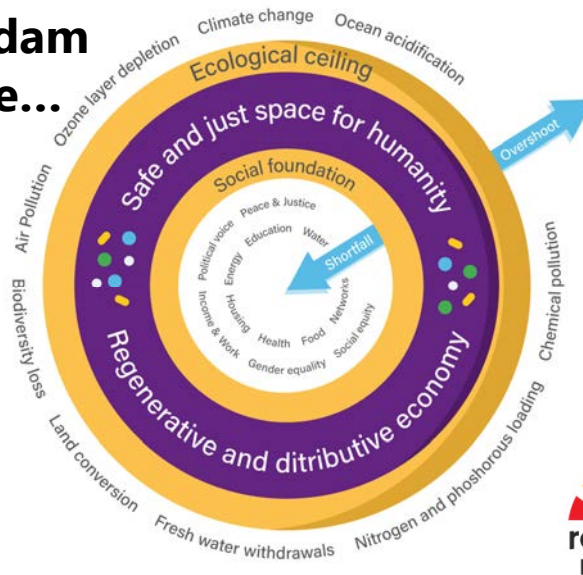 dam
e...
Climate change
Ocean acidification
Ozone layer depletion
Air Pollution
Biodiversity loss
Land conversion
Fresh water withdrawals
Nitrogen and phoshorous loading
Chemical pollution
Overshoot
Ecological ceiling
Safe and just space for humanity
Social foundation
Peace & Justice
Political voice
Education
Water
Energy
Shortfall
Housing
Income & Work
Health
Food
Networks
Gender equality
Social equity
Regenerative and ditributive economy
re